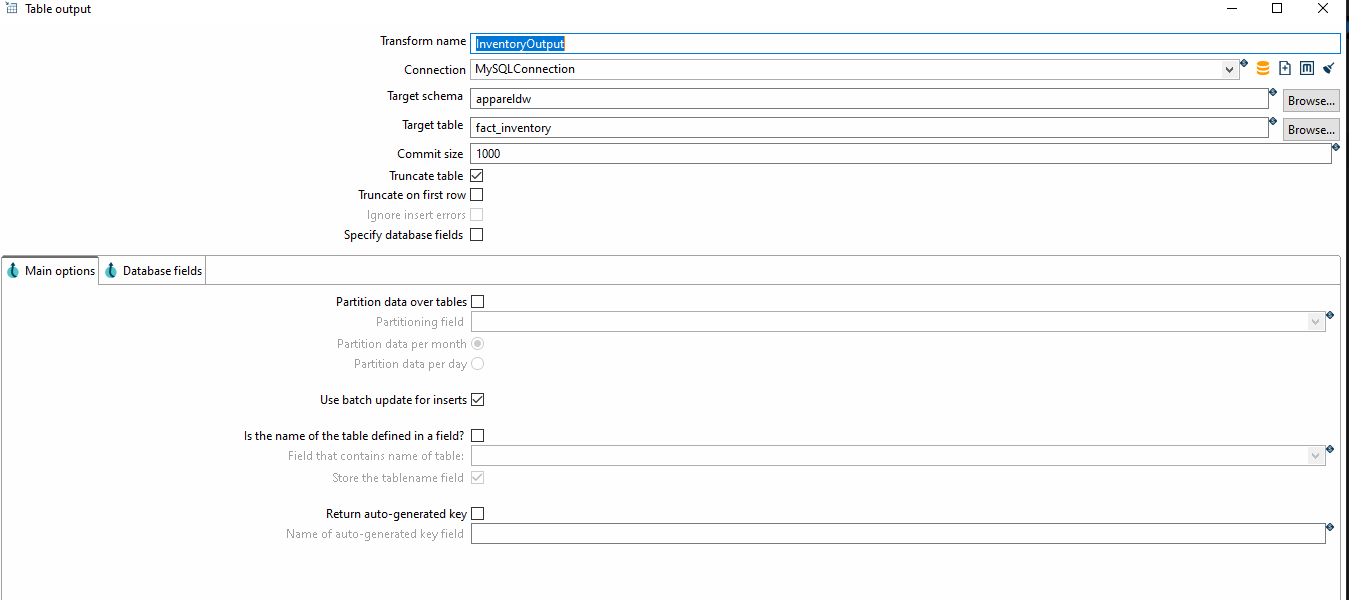 Table output
Transform name InventoryOutput
Connection MySQLConnection
Target schema appareldw Browse...
Target table fact_inventory Browse...
Commit size 1000
Truncate table
Truncate on first row
Ignore insert errors
Specify database fields
Main options Database fields
Partition data over tables
Partitioning field
Partition data per month
Partition data per day
Use batch update for inserts
Is the name of the table defined in a field?
Field that contains name of table:
Store the tablename field
Return auto-generated key
Name of auto-generated key field